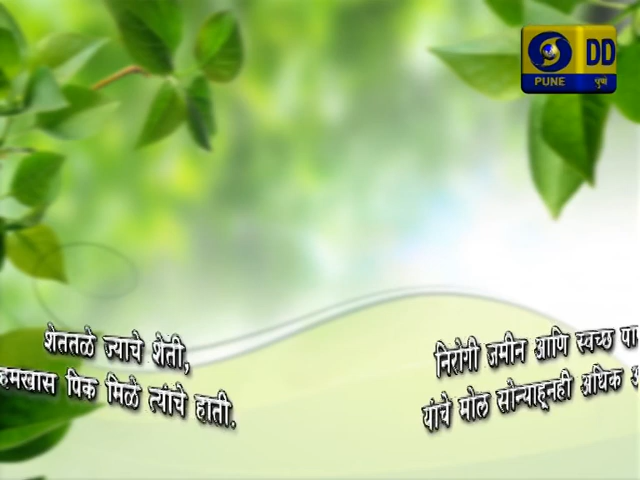 DD
PUNE पुणे
शेततळे ज्याचे शेती,
हमखास पिक मिळे त्यांचे हाती.
निरोगी जमीन आणि स्वच्छ
यांचे मोल सोन्याहूनही अधिक